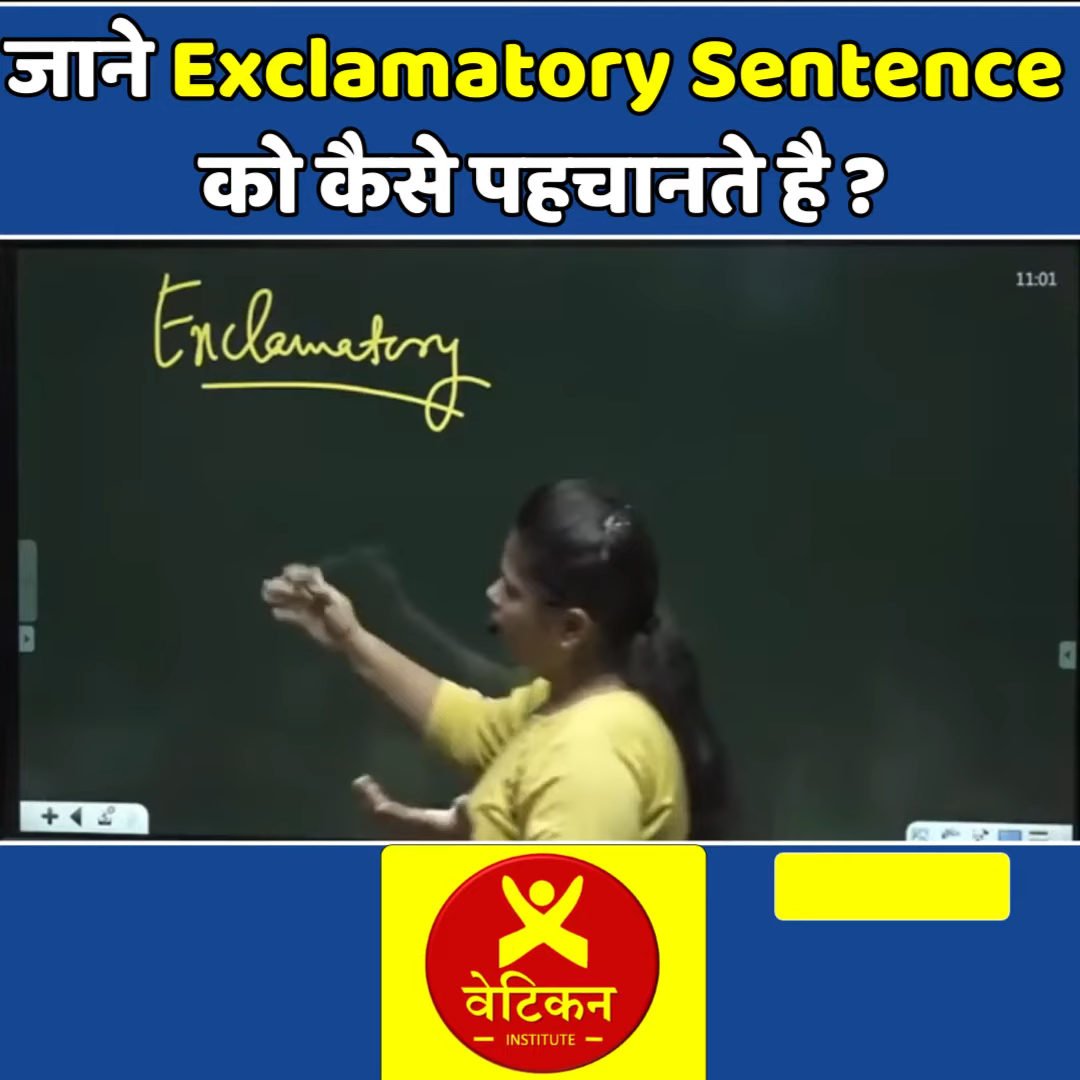 जाने Exclamatory Sentence
को कैसे पहचानते है ?
11:01
Exclamatory
वेटिकन
INSTITUTE